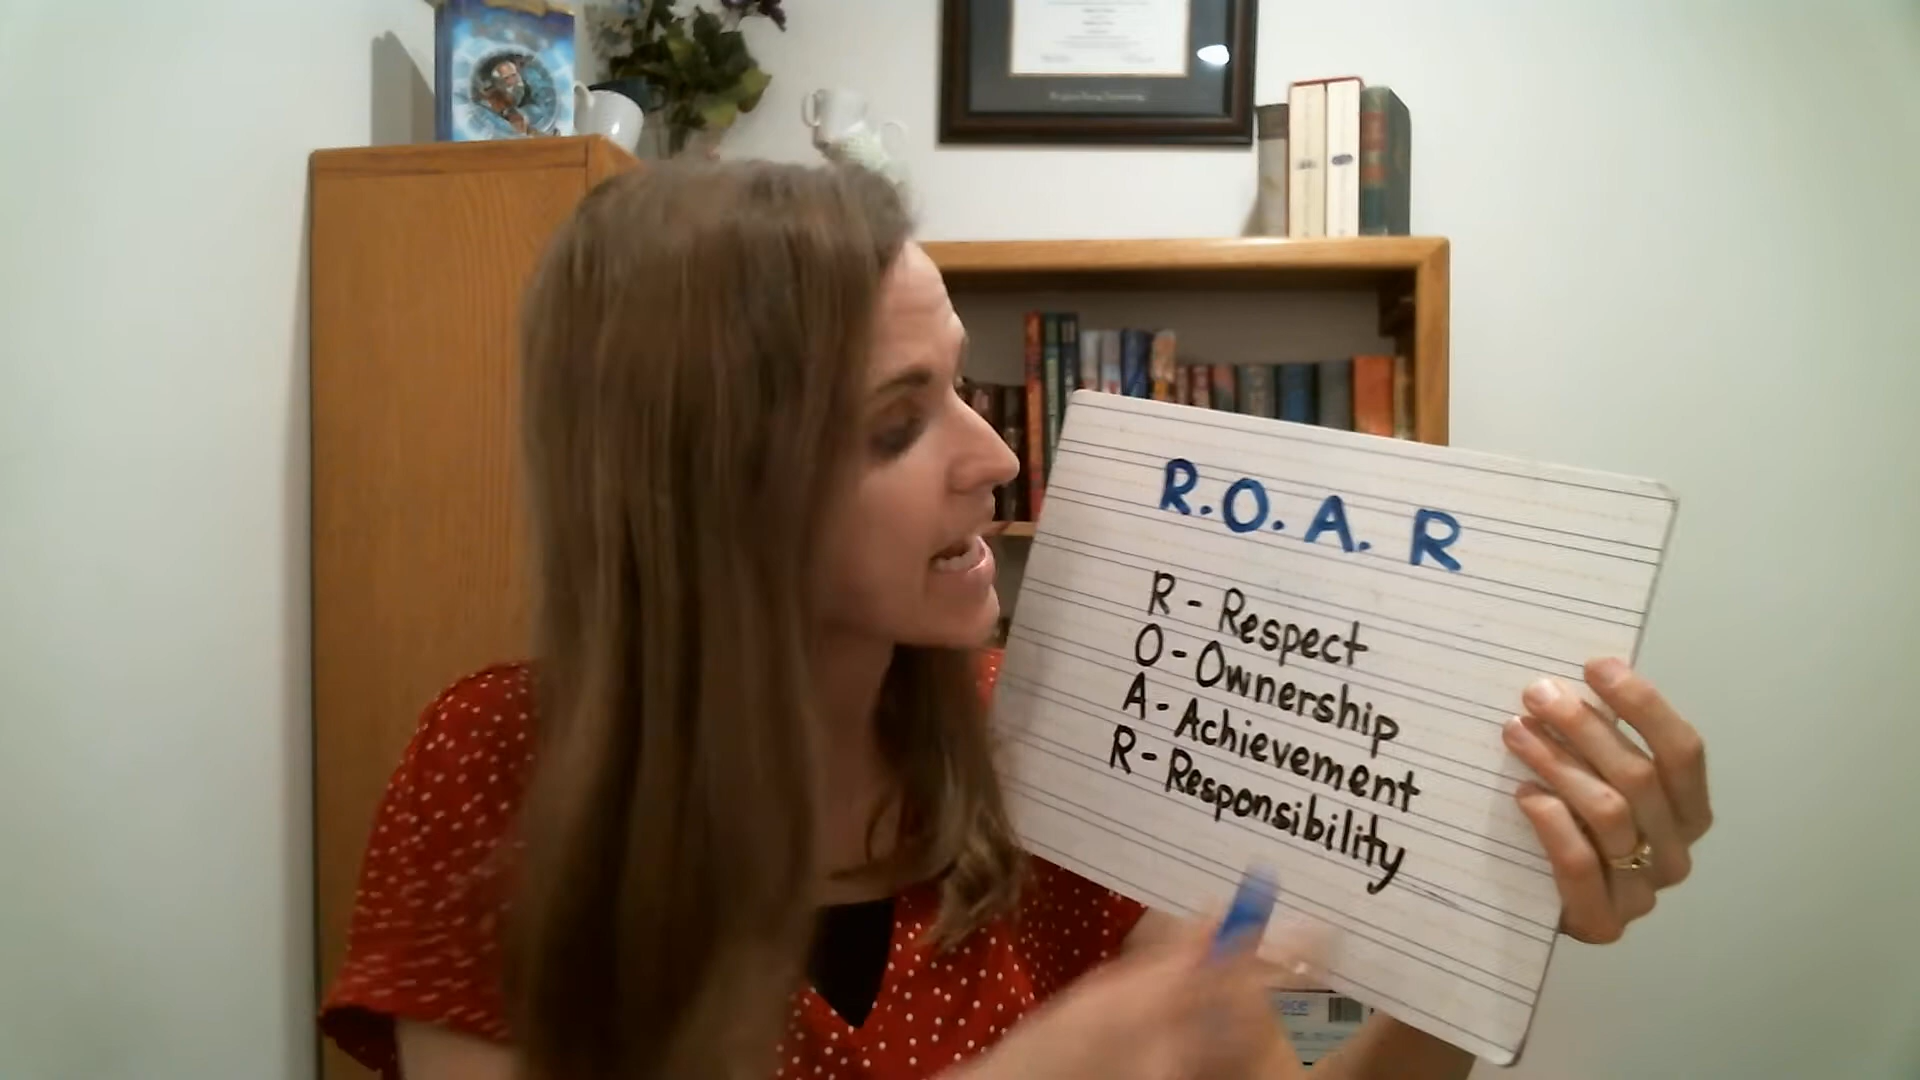 R.O.A.R
R - Respect
O - Ownership
A - Achievement
R - Responsibility